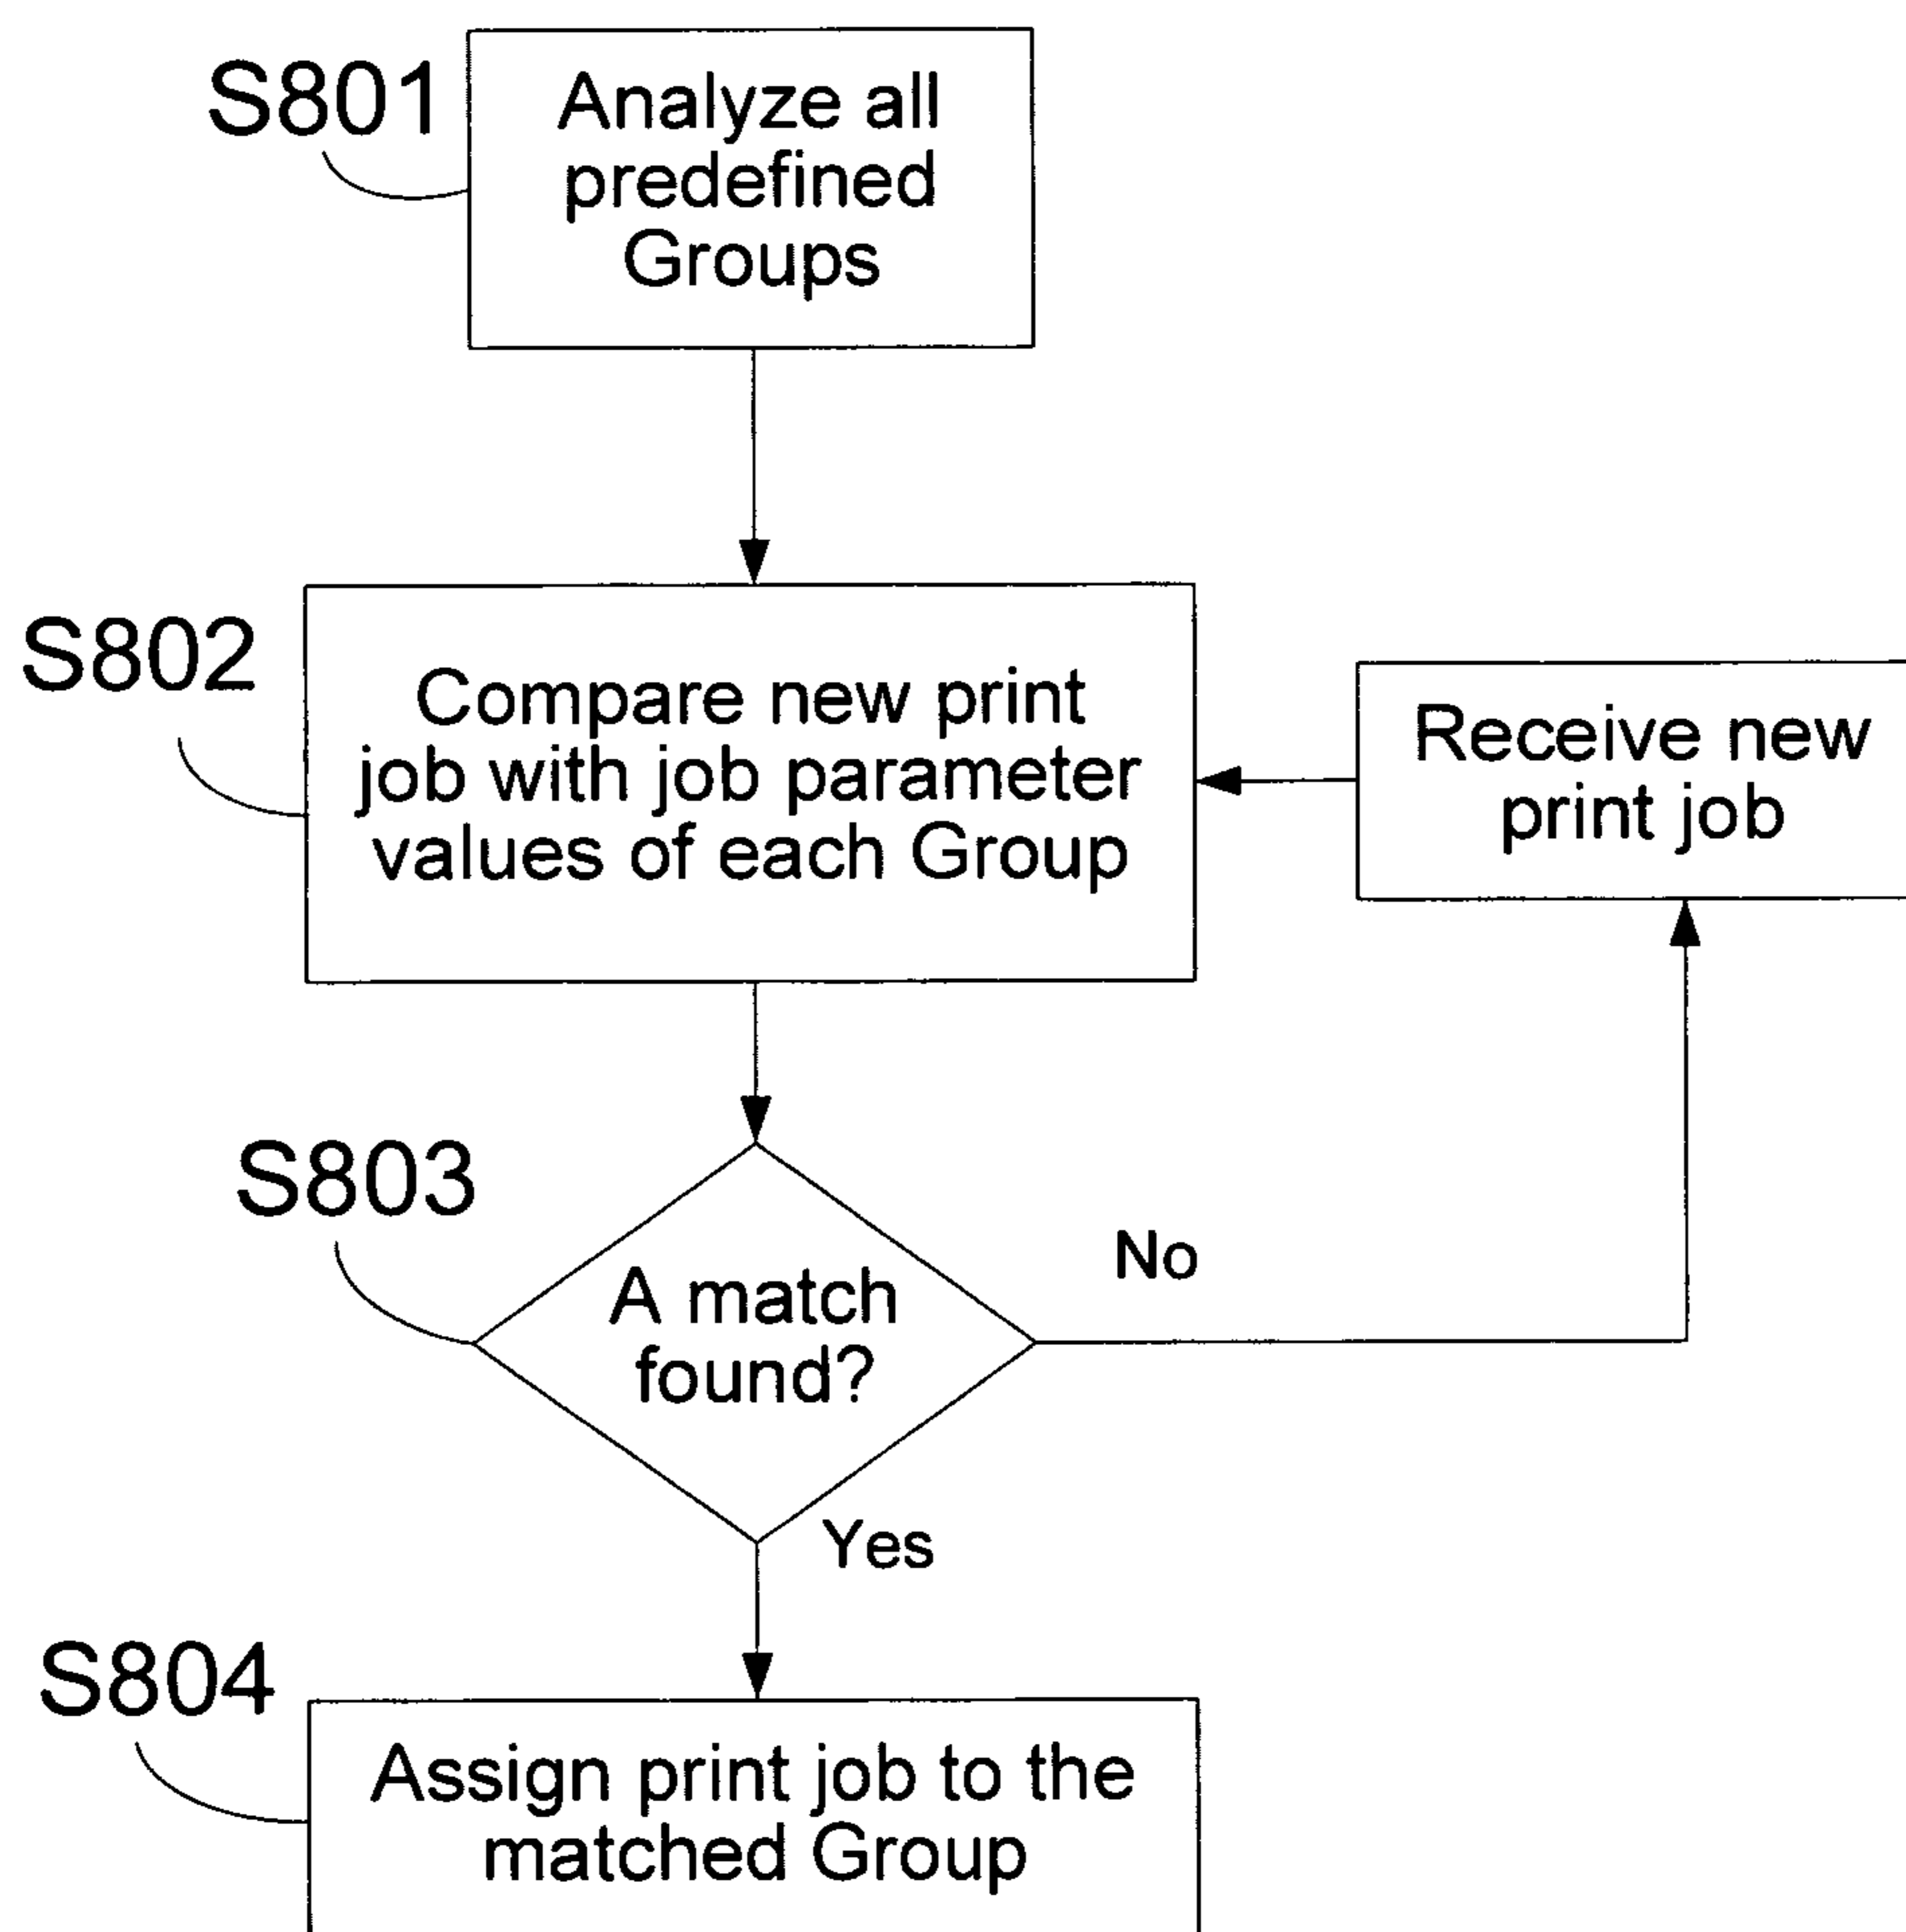 S801
Analyze all
predefined
Groups
S802
Compare new print
job with job parameter
values of each Group
Receive new
print job
S803
A match
found?
No
Yes
S804
Assign print job to the
matched Group